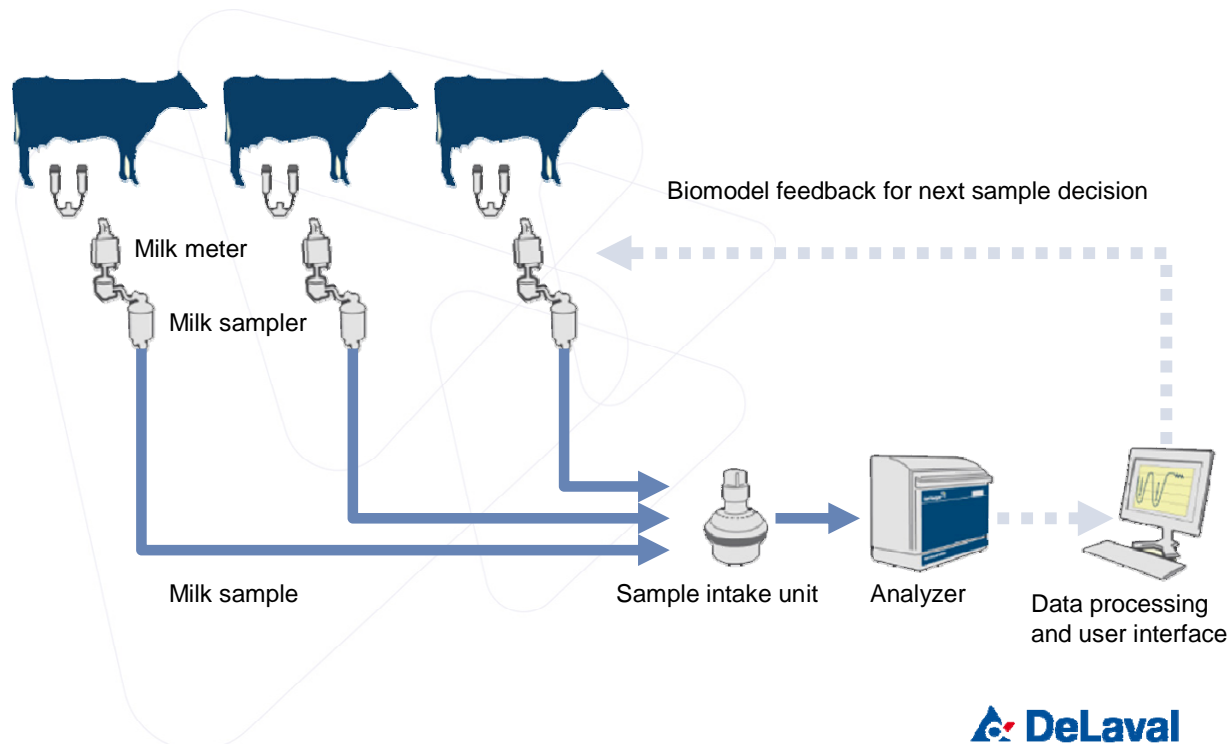 Biomodel feedback for next sample decision
Milk meter
Milk sampler
Milk sample
Sample intake unit
Analyzer
Data processing
and user interface
DeLaval